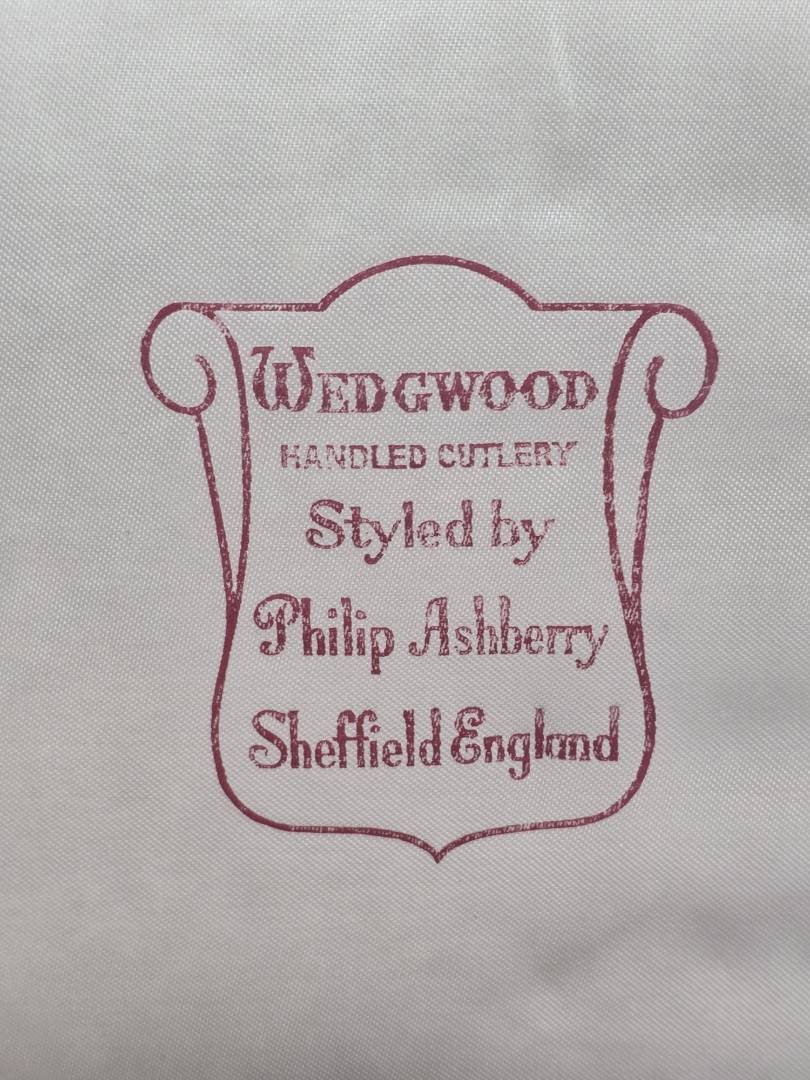 WEDGWOOD
HANDLED CUTLERY
Styled by
Philip Ashberry
Sheffield England